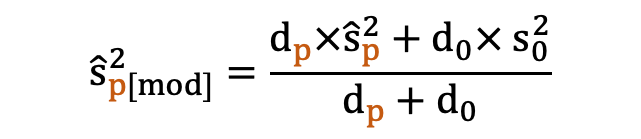 ŝ²p[mod] = (dp×ŝ²p + d0× s²0) / (dp + d0)